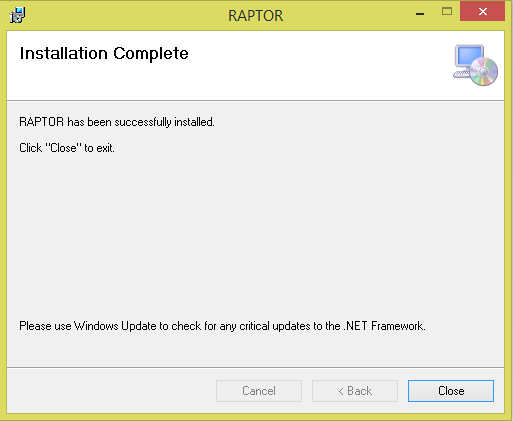 RAPTOR
Installation Complete
RAPTOR has been successfully installed.
Click "Close" to exit.
Please use Windows Update to check for any critical updates to the .NET Framework.
Cancel
< Back
Close